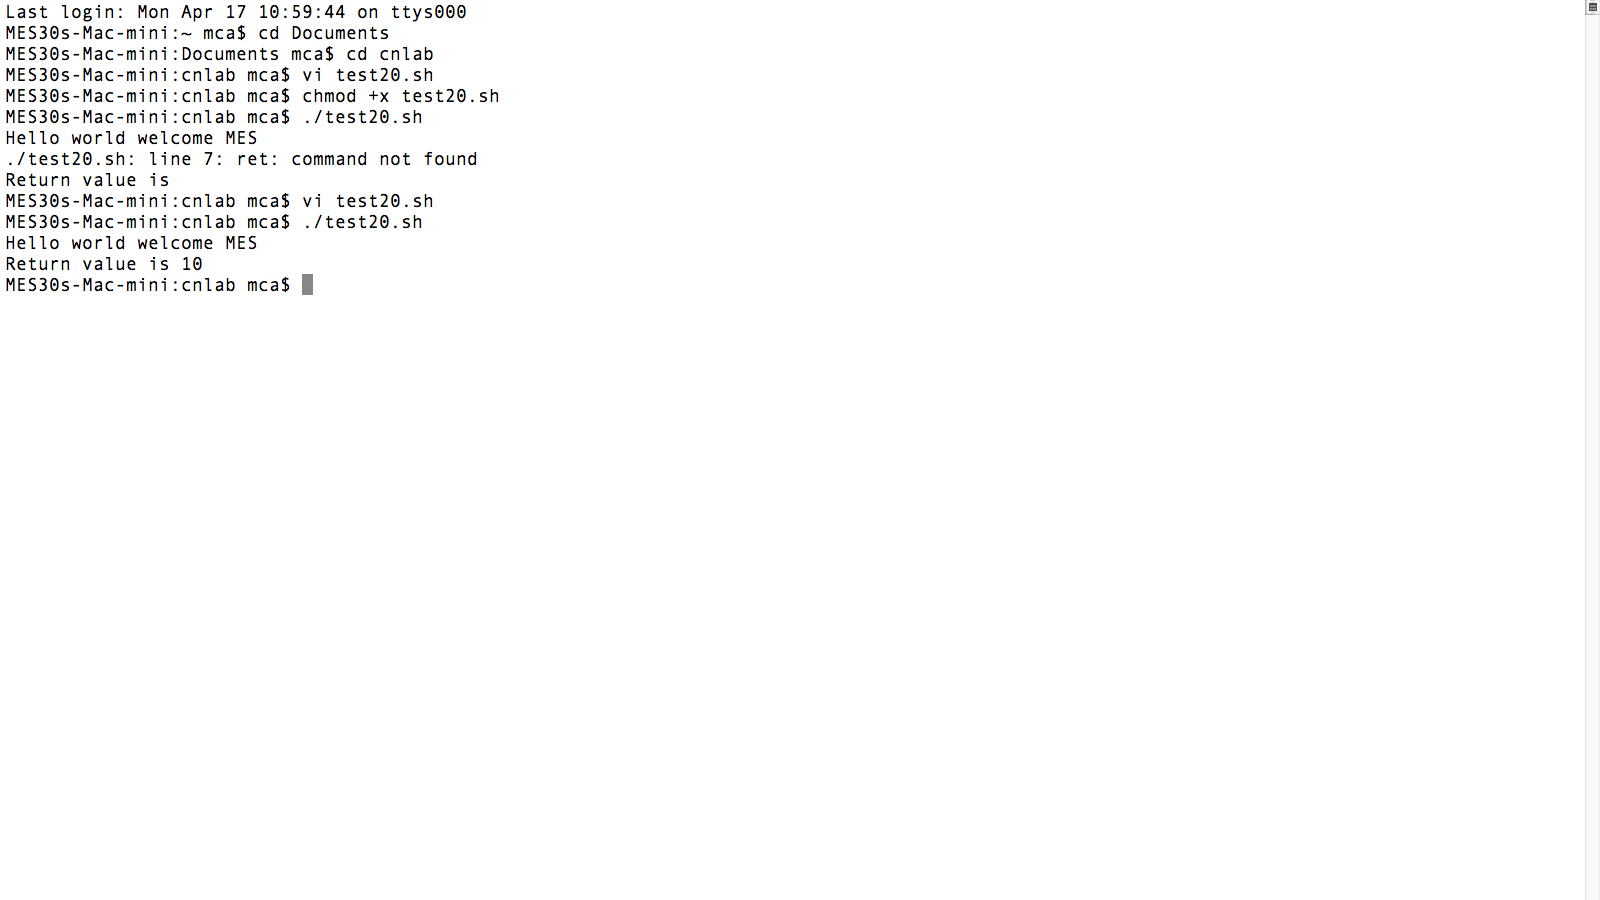 Last login: Mon Apr 17 10:59:44 on ttys000
MES30s-Mac-mini:~ mca$ cd Documents
MES30s-Mac-mini:Documents mca$ cd cnlab
MES30s-Mac-mini:cnlab mca$ vi test20.sh
MES30s-Mac-mini:cnlab mca$ chmod +x test20.sh
MES30s-Mac-mini:cnlab mca$ ./test20.sh
Hello world welcome MES
./test20.sh: line 7: ret: command not found
Return value is
MES30s-Mac-mini:cnlab mca$ vi test20.sh
MES30s-Mac-mini:cnlab mca$ ./test20.sh
Hello world welcome MES
Return value is 10
MES30s-Mac-mini:cnlab mca$